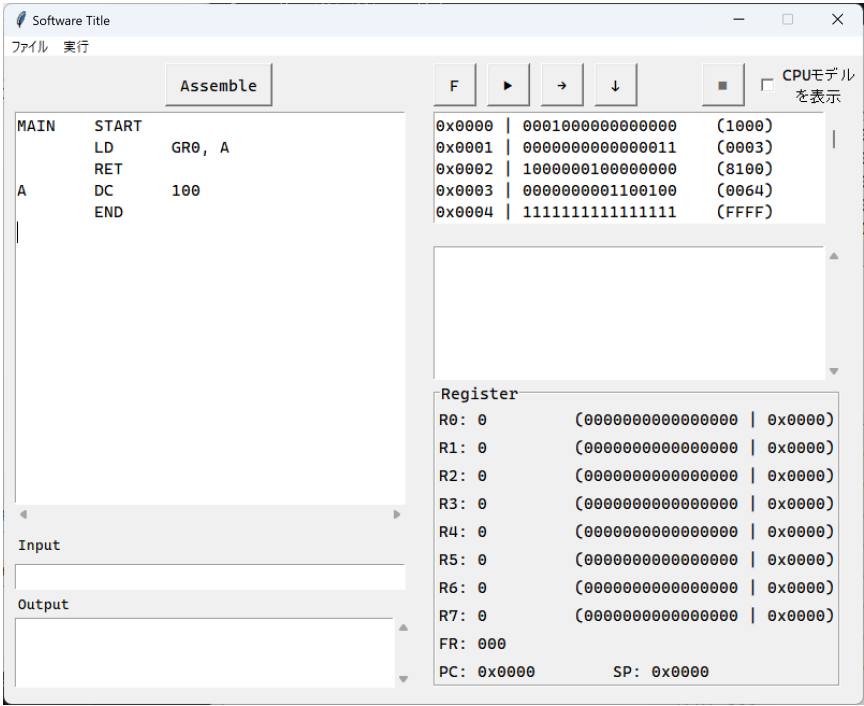 Software Title
ファイル 実行
Assemble
F ▶ → ↓ ■ CPUモデル
を表示
MAIN START
LD GR0, A
RET
A DC 100
END
0x0000 | 0001000000000000 (1000)
0x0001 | 0000000000000011 (0003)
0x0002 | 1000000100000000 (8100)
0x0003 | 0000000001100100 (0064)
0x0004 | 1111111111111111 (FFFF)
Input
Output
Register
R0: 0 (0000000000000000 | 0x0000)
R1: 0 (0000000000000000 | 0x0000)
R2: 0 (0000000000000000 | 0x0000)
R3: 0 (0000000000000000 | 0x0000)
R4: 0 (0000000000000000 | 0x0000)
R5: 0 (0000000000000000 | 0x0000)
R6: 0 (0000000000000000 | 0x0000)
R7: 0 (0000000000000000 | 0x0000)
FR: 000
PC: 0x0000 SP: 0x0000